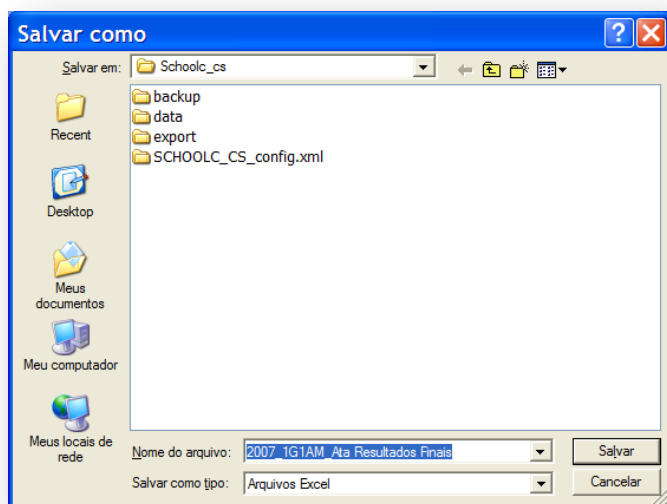 Salvar como
Salvar em:
Schoolc_cs
Recent
Desktop
Meus
documentos
Meu computador
Meus locais de
rede
backup
data
export
SCHOOLC_CS_config.xml
Nome do arquivo:
2007_1G1AM_Ata Resultados Finais
Salvar
Salvar como tipo:
Arquivos Excel
Cancelar